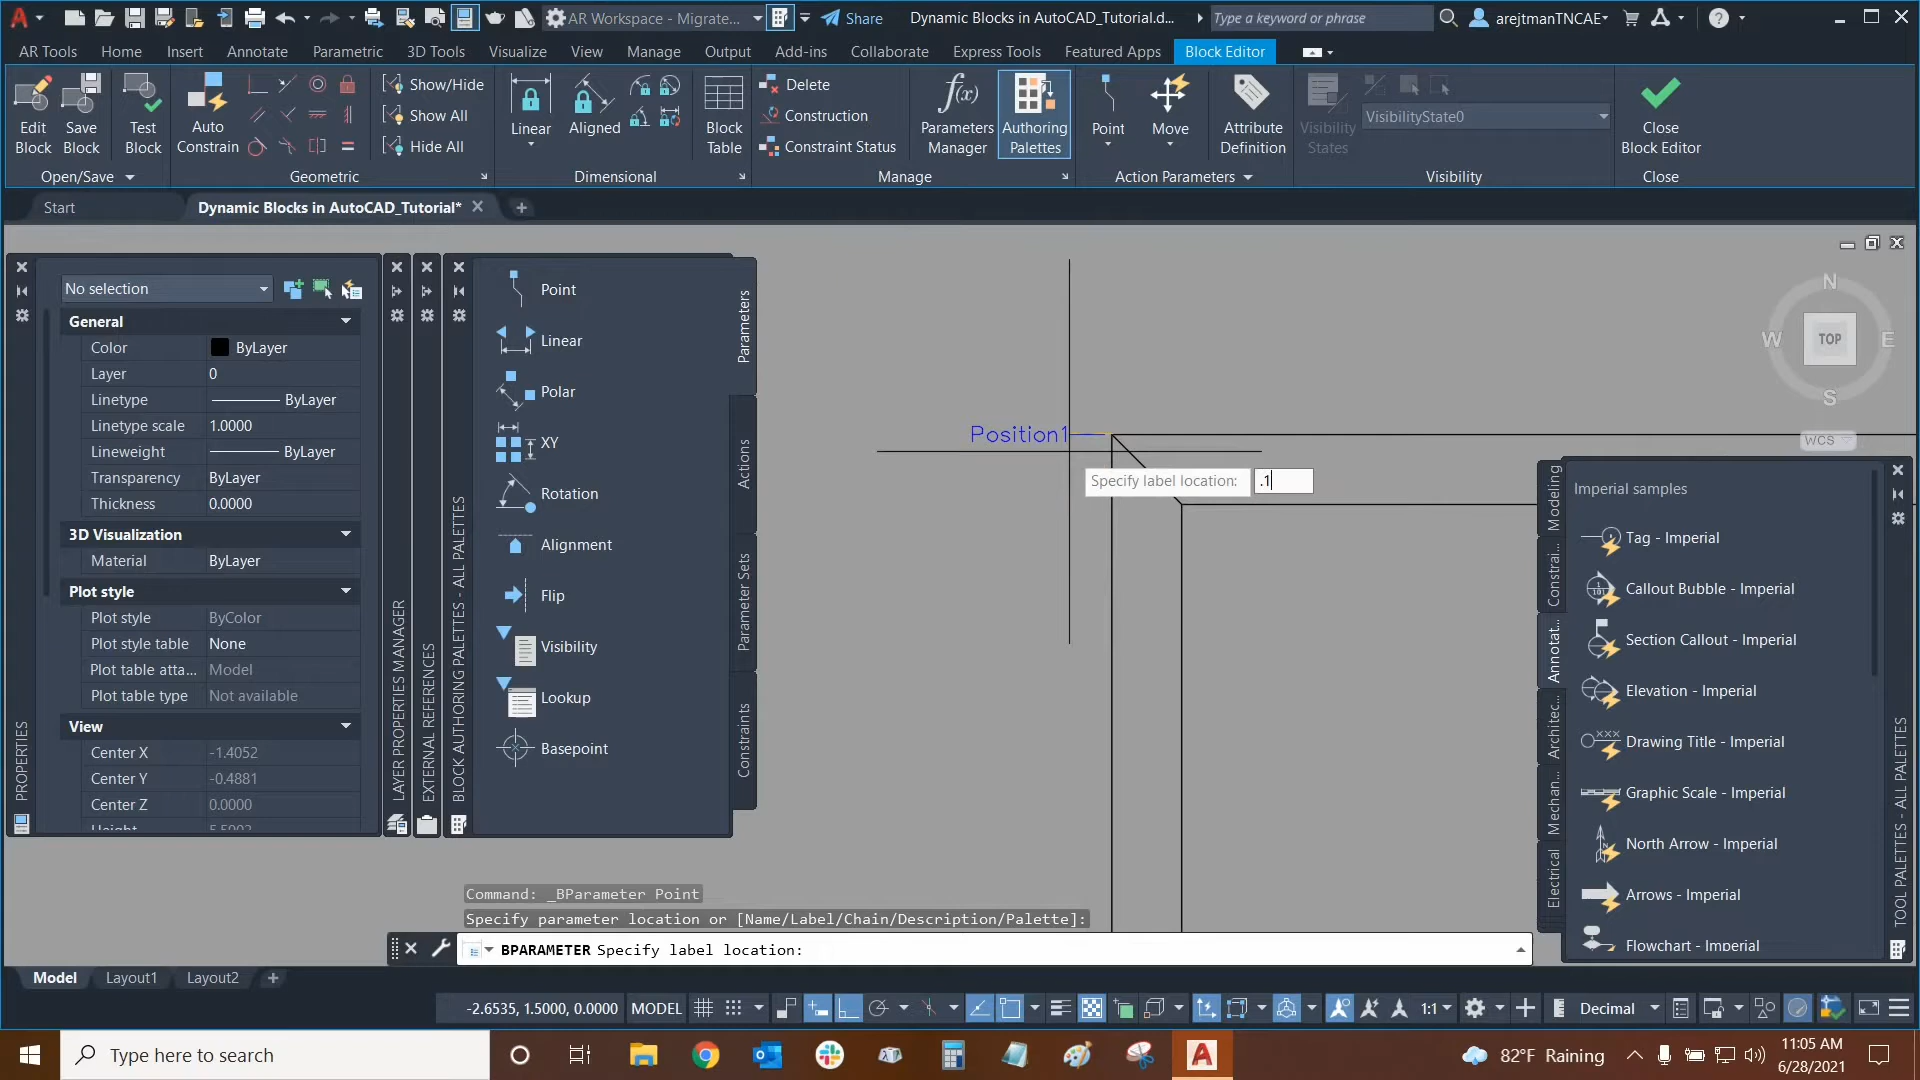 AR Workspace - Migrate...
Share
Dynamic Blocks in AutoCAD_Tutorial.d...
Type a keyword or phrase
arejtmanTNCAE
AR Tools
Home
Insert
Annotate
Parametric
3D Tools
Visualize
View
Manage
Output
Add-ins
Collaborate
Express Tools
Featured Apps
Block Editor
Edit
Block
Save
Block
Test
Block
Auto
Constrain
Show/Hide
Show All
Hide All
Linear
Aligned
Block
Table
Delete
Construction
Constraint Status
f(x)
Parameters
Manager
Authoring
Palettes
Point
Move
Attribute
Definition
Visibility
States
VisibilityState0
Close
Block Editor
Open/Save
Geometric
Dimensional
Manage
Action Parameters
Visibility
Close
Start
Dynamic Blocks in AutoCAD_Tutorial*
No selection
General
Color ByLayer
Layer 0
Linetype ByLayer
Linetype scale 1.0000
Lineweight ByLayer
Transparency ByLayer
Thickness 0.0000
3D Visualization
Material ByLayer
Plot style
Plot style ByColor
Plot style table None
Plot table atta... Model
Plot table type Not available
View
Center X -1.4052
Center Y -0.4881
Center Z 0.0000
Height 5.5002
PROPERTIES
LAYER PROPERTIES MANAGER
EXTERNAL REFERENCES
BLOCK AUTHORING PALETTES - ALL PALETTES
Point
Linear
Polar
XY
Rotation
Alignment
Flip
Visibility
Lookup
Basepoint
Parameters
Actions
Parameter Sets
Constraints
Position1
Specify label location: .1
N
W
TOP
E
S
WCS
Modeling
Constrai...
Annotat...
Architec...
Mechan...
Electrical
Imperial samples
Tag - Imperial
Callout Bubble - Imperial
Section Callout - Imperial
Elevation - Imperial
Drawing Title - Imperial
Graphic Scale - Imperial
North Arrow - Imperial
Arrows - Imperial
Flowchart - Imperial
TOOL PALETTES - ALL PALETTES
Command: _BParameter Point
Specify parameter location or [Name/Label/Chain/Description/Palette]:
BPARAMETER Specify label location:
Model
Layout1
Layout2
-2.6535, 1.5000, 0.0000
MODEL
1:1
Decimal
Type here to search
82°F Raining
11:05 AM
6/28/2021